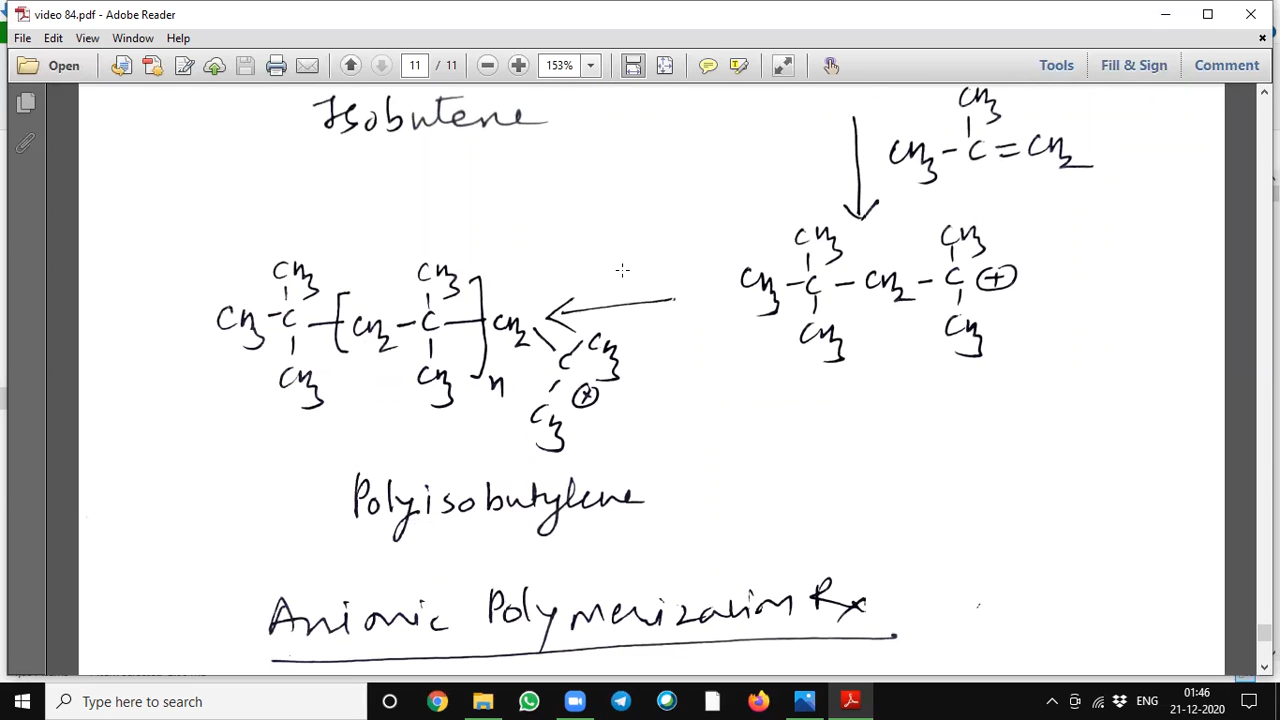 video 84.pdf - Adobe Reader
File Edit View Window Help
Open 11 / 11 153% Tools Fill & Sign Comment
Isobutene
CH3
CH3 - C = CH2
CH3 CH3
CH3 - C - CH2 - C ⊕
CH3 CH3
CH3 CH3
CH3 - C - [ CH2 - C ]n CH2
CH3 CH3
C CH3
⊕
CH3
Polyisobutylene
Anionic Polymerization Rx
Type here to search
ENG
01:46
21-12-2020